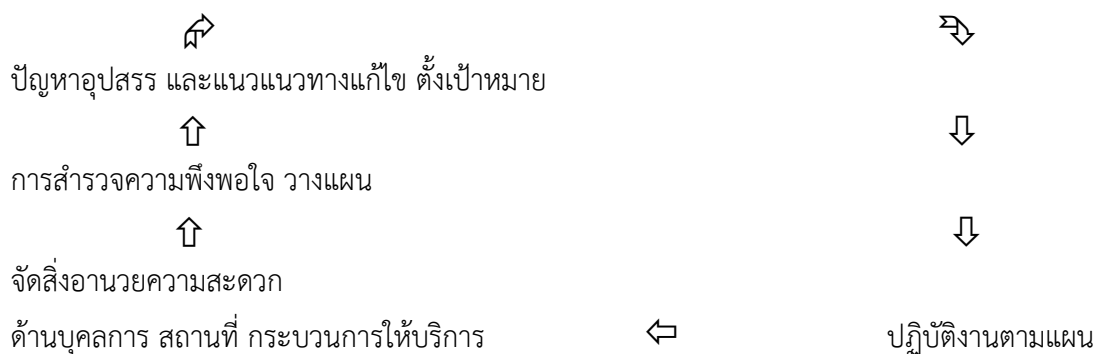 ปัญหาอุปสรร และแนวแนวทางแก้ไข ตั้งเป้าหมาย
การสำรวจความพึงพอใจ วางแผน
จัดสิ่งอานวยความสะดวก
ด้านบุคลการ สถานที่ กระบวนการให้บริการ ปฏิบัติงานตามแผน